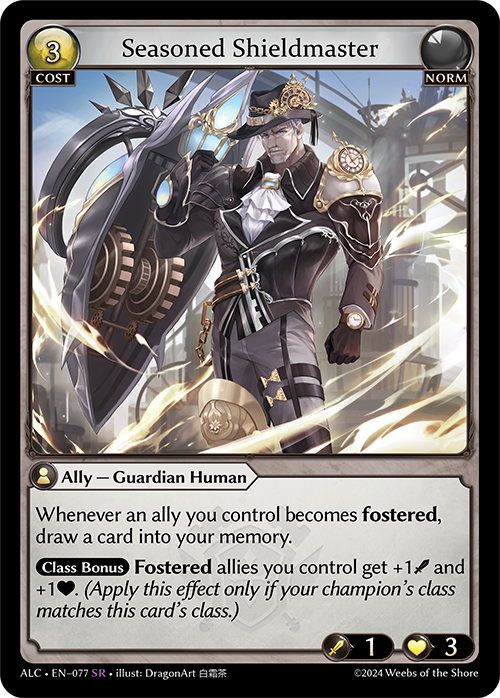 3 Seasoned Shieldmaster
COST NORM
Ally — Guardian Human
Whenever an ally you control becomes fostered,
draw a card into your memory.
Class Bonus Fostered allies you control get +1 and
+1. (Apply this effect only if your champion's class
matches this card's class.)
1 3
ALC • EN–077 SR • illust: DragonArt 白霜茶 ©2024 Weebs of the Shore